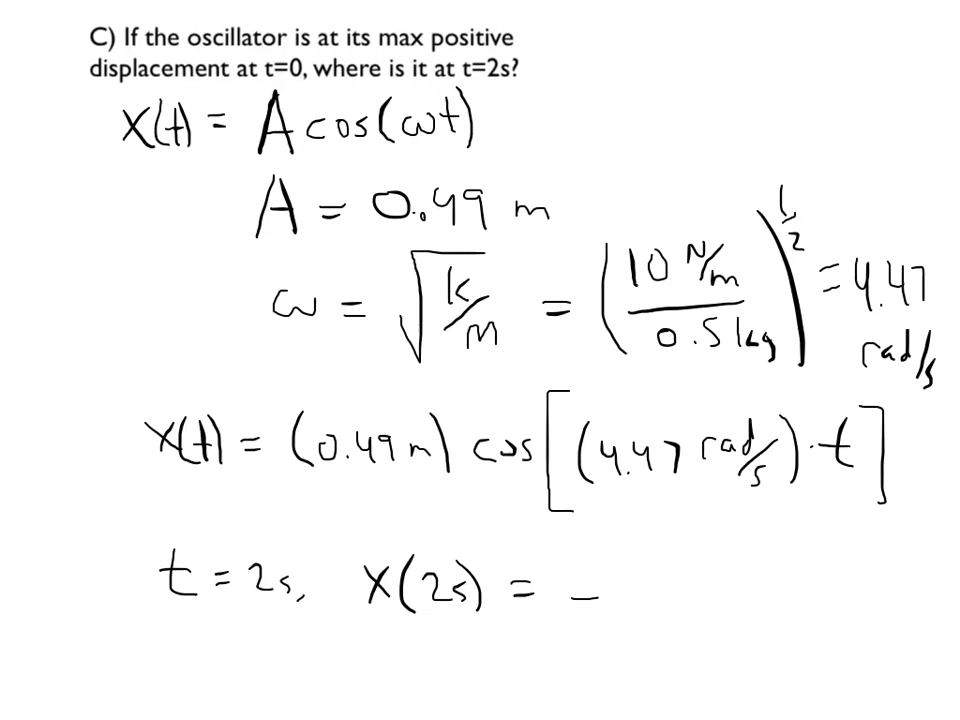 C) If the oscillator is at its max positive
displacement at t=0, where is it at t=2s?
x(t) = A cos(ωt)
A = 0.49 m
ω = √k/m = (10 N/m / 0.5 kg)^1/2 = 4.47 rad/s
x(t) = (0.49 m) cos[(4.47 rad/s)·t]
t = 2s, x(2s) = –